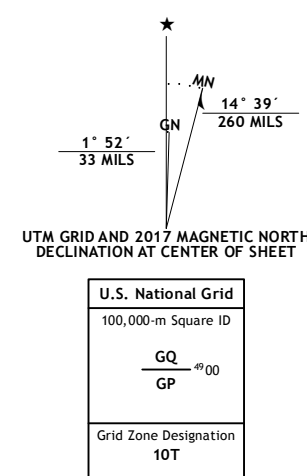 ★
MN
GN
14° 39´
260 MILS
1° 52´
33 MILS
UTM GRID AND 2017 MAGNETIC NORTH
DECLINATION AT CENTER OF SHEET
U.S. National Grid
100,000-m Square ID
GQ
4900
GP
Grid Zone Designation
10T